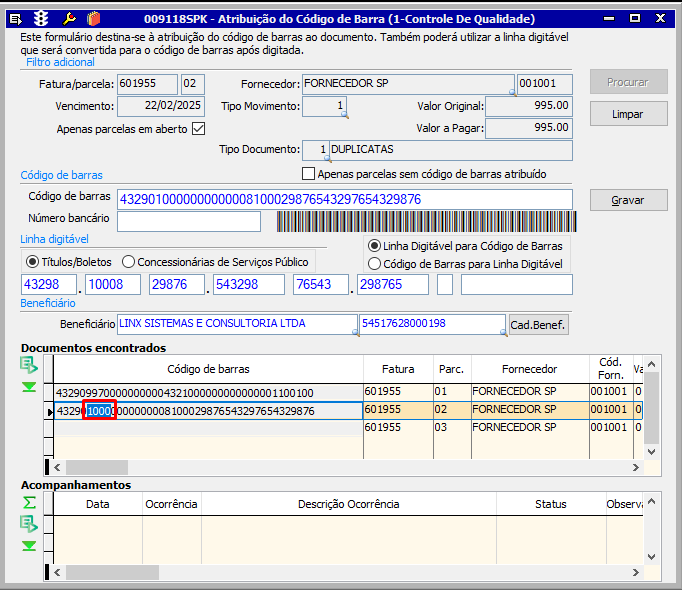 009118SPK - Atribuição do Código de Barra (1-Controle De Qualidade)
Este formulário destina-se à atribuição do código de barras ao documento. Também poderá utilizar a linha digitável
que será convertida para o código de barras após digitada.
Filtro adicional
Fatura/parcela: 601955 02 Fornecedor: FORNECEDOR SP 001001 Procurar
Vencimento: 22/02/2025 Tipo Movimento: 1 Valor Original: 995.00 Limpar
Apenas parcelas em aberto Valor a Pagar: 995.00
Tipo Documento: 1 DUPLICATAS
Código de barras Apenas parcelas sem código de barras atribuído
Código de barras 4329010000000000008100029876543297654329876 Gravar
Número bancário
Linha digitável Linha Digitável para Código de Barras
Títulos/Boletos Concessionárias de Serviços Público Código de Barras para Linha Digitável
43298 . 10008 29876 . 543298 76543 . 298765
Beneficiário
Beneficiário LINX SISTEMAS E CONSULTORIA LTDA 54517628000198 Cad.Benef.
Documentos encontrados
Código de barras Fatura Parc. Fornecedor Cód. Forn.
601955 01 FORNECEDOR SP 001001 0
601955 02 FORNECEDOR SP 001001 0
601955 03 FORNECEDOR SP 001001 0
Acompanhamentos
Data Ocorrência Descrição Ocorrência Status Observa